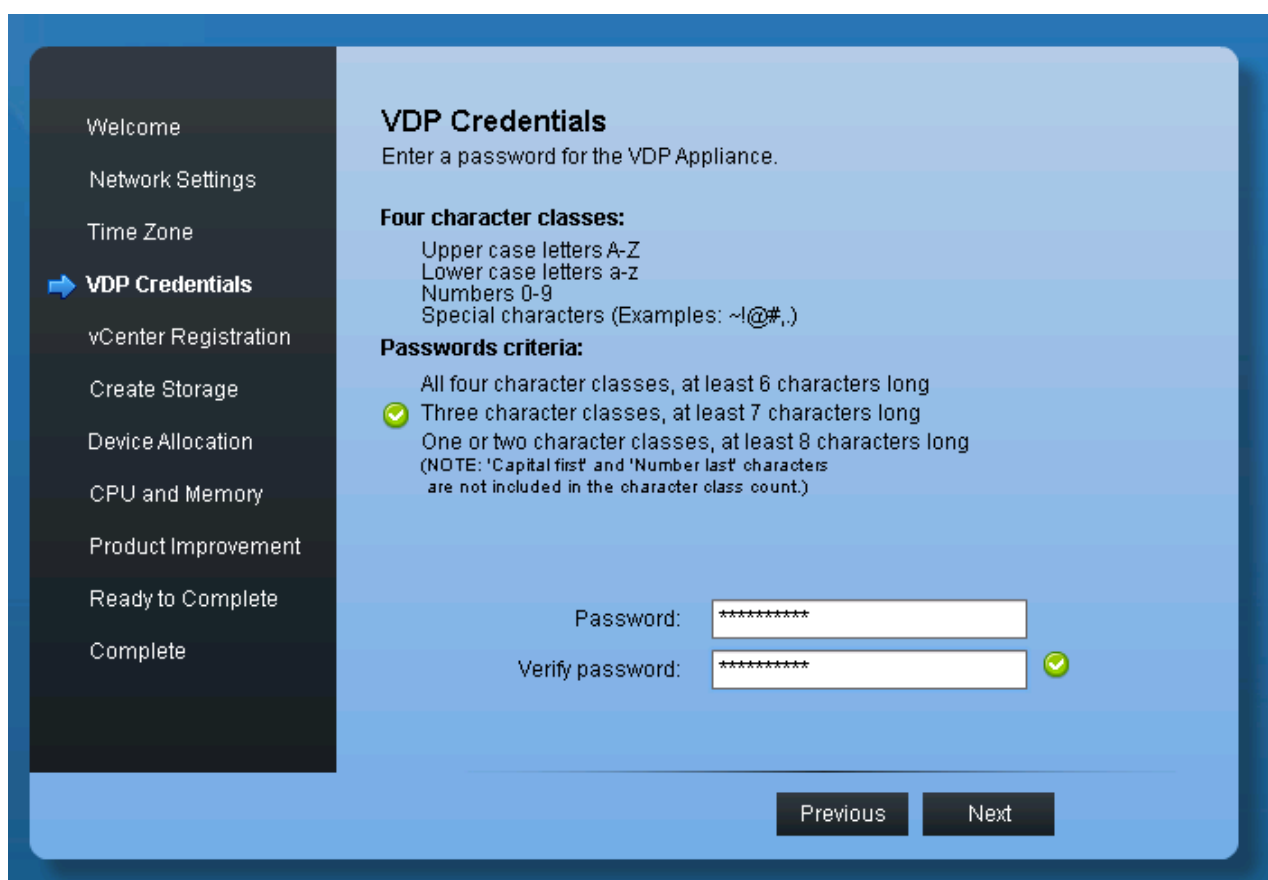 Welcome
Network Settings
Time Zone
VDP Credentials
vCenter Registration
Create Storage
Device Allocation
CPU and Memory
Product Improvement
Ready to Complete
Complete
VDP Credentials
Enter a password for the VDP Appliance.
Four character classes:
Upper case letters A-Z
Lower case letters a-z
Numbers 0-9
Special characters (Examples: ~!@#,.)
Passwords criteria:
All four character classes, at least 6 characters long
Three character classes, at least 7 characters long
One or two character classes, at least 8 characters long
(NOTE: 'Capital first' and 'Number last' characters
are not included in the character class count.)
Password: **********
Verify password: **********
Previous Next